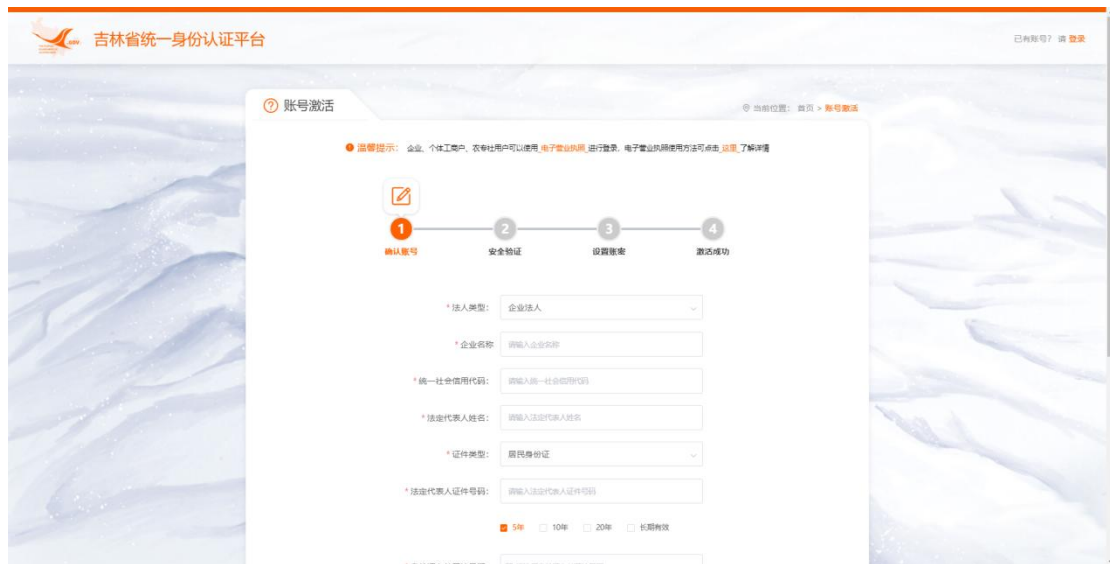 吉林省统一身份认证平台
已有账号? 请 登录
账号激活
当前位置: 首页 > 账号激活
温馨提示: 企业、个体工商户、农专社用户可以使用 电子营业执照 进行登录, 电子营业执照使用方法可点击 这里 了解详情
1 2 3 4
确认账号 安全验证 设置账密 激活成功
*法人类型: 企业法人
*企业名称 请输入企业名称
*统一社会信用代码: 请输入统一社会信用代码
*法定代表人姓名: 请输入法定代表人姓名
*证件类型: 居民身份证
*法定代表人证件号码: 请输入法定代表人证件号码
5年 10年 20年 长期有效